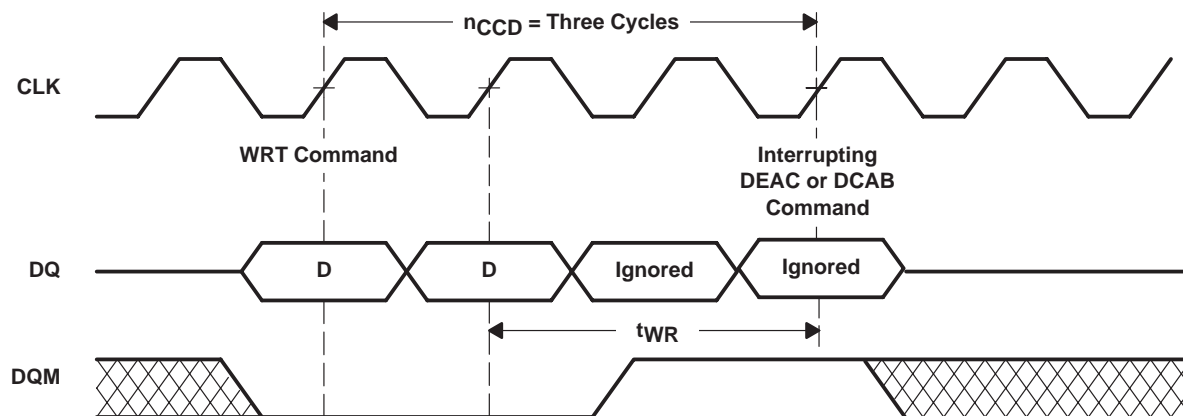 nCCD = Three Cycles
CLK
WRT Command
Interrupting
DEAC or DCAB
Command
DQ
D
D
Ignored
Ignored
tWR
DQM